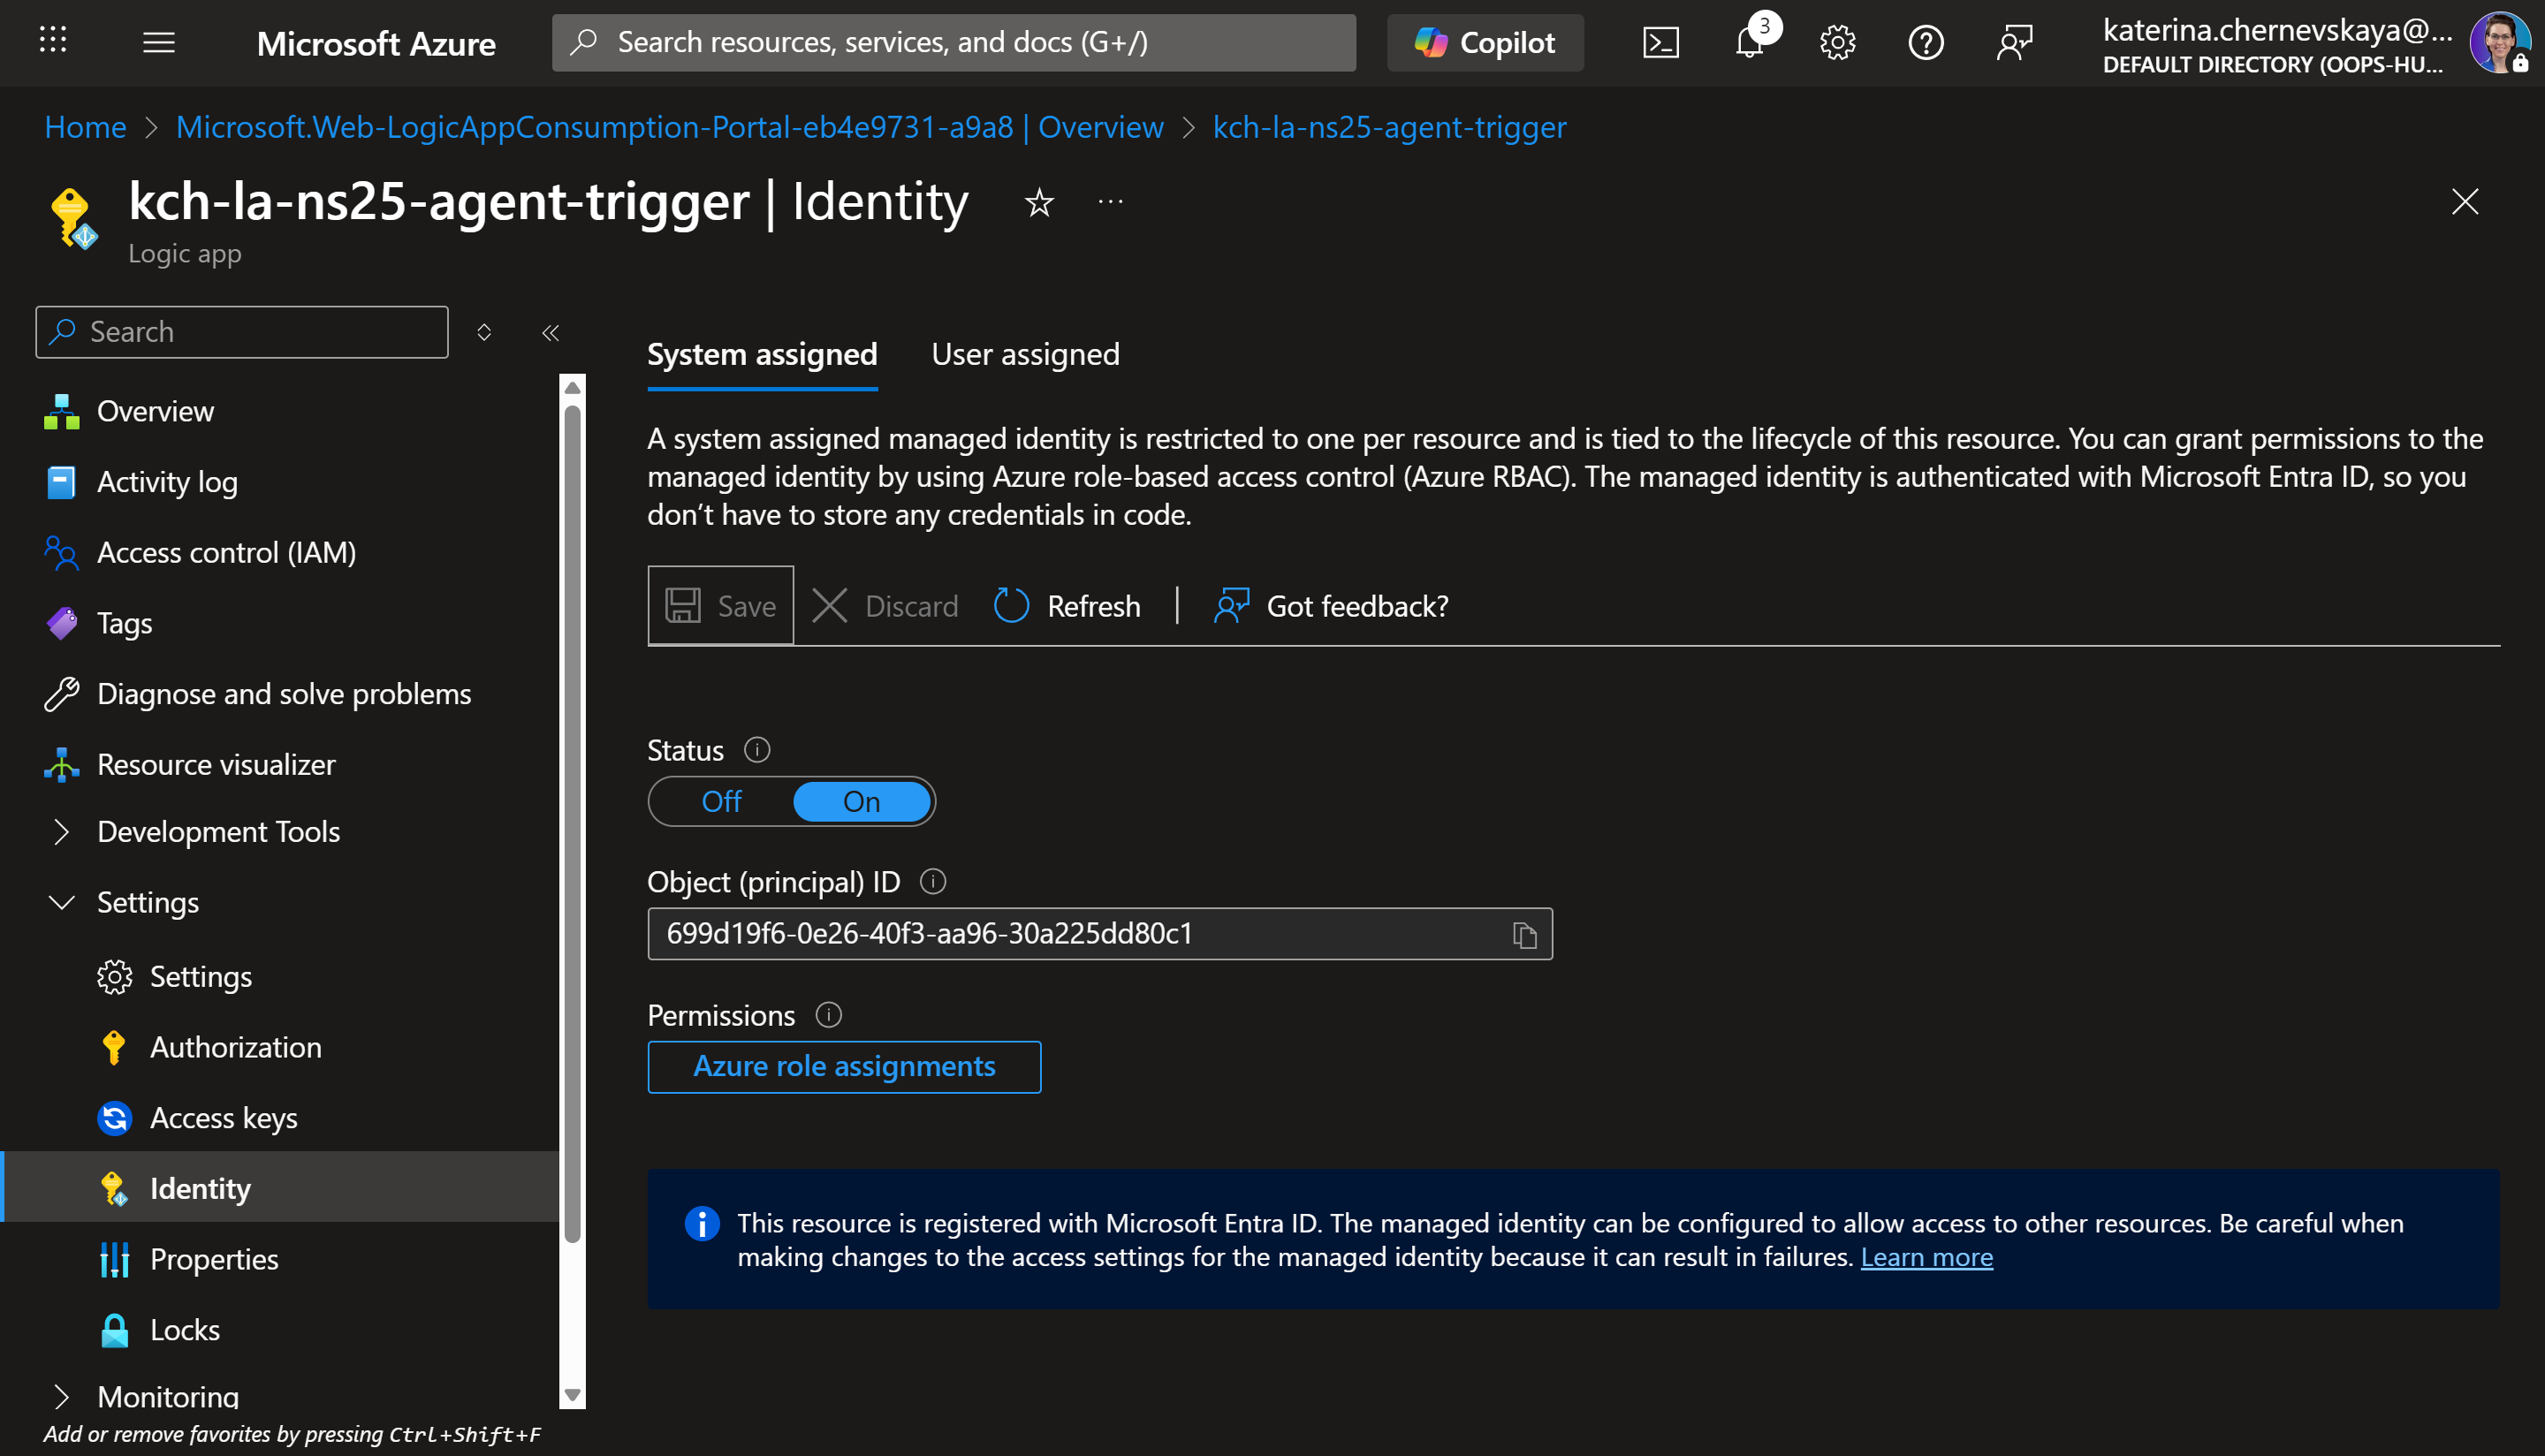 Microsoft Azure
Search resources, services, and docs (G+/)
Copilot
3
katerina.chernevskaya@...
DEFAULT DIRECTORY (OOPS-HU...
Home > Microsoft.Web-LogicAppConsumption-Portal-eb4e9731-a9a8 | Overview > kch-la-ns25-agent-trigger
kch-la-ns25-agent-trigger | Identity
Logic app
Search
Overview
Activity log
Access control (IAM)
Tags
Diagnose and solve problems
Resource visualizer
Development Tools
Settings
Settings
Authorization
Access keys
Identity
Properties
Locks
Monitoring
Add or remove favorites by pressing Ctrl+Shift+F
System assigned
User assigned
A system assigned managed identity is restricted to one per resource and is tied to the lifecycle of this resource. You can grant permissions to the
managed identity by using Azure role-based access control (Azure RBAC). The managed identity is authenticated with Microsoft Entra ID, so you
don’t have to store any credentials in code.
Save
Discard
Refresh
Got feedback?
Status
Off
On
Object (principal) ID
699d19f6-0e26-40f3-aa96-30a225dd80c1
Permissions
Azure role assignments
This resource is registered with Microsoft Entra ID. The managed identity can be configured to allow access to other resources. Be careful when
making changes to the access settings for the managed identity because it can result in failures. Learn more